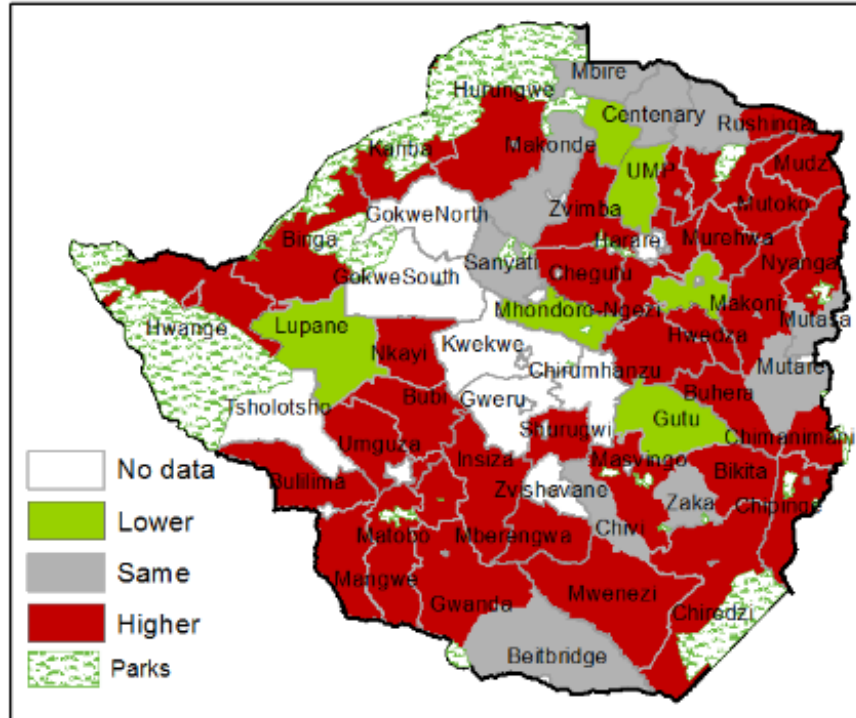 Mbire
Hurungwe
Centenary
Rushinga
Kariba
Makonde
UMP
Mudzi
GokweNorth
Zvimba
Mutoko
Binga
Harare
Murehwa
Sanyati
Chegutu
Nyanga
GokweSouth
Mhondoro-Ngezi
Makoni
Mutasa
Hwange
Lupane
Nkayi
Kwekwe
Hwedza
Mutare
Chirumhanzu
Tsholotsho
Bubi
Gweru
Buhera
Gutu
Shurugwi
Chimanimani
Umguza
Insiza
Masvingo
Bikita
Bulilima
Zvishavane
Zaka
Chipinge
Matobo
Mberengwa
Chivi
Mangwe
Gwanda
Mwenezi
Chiredzi
Beitbridge
No data
Lower
Same
Higher
Parks